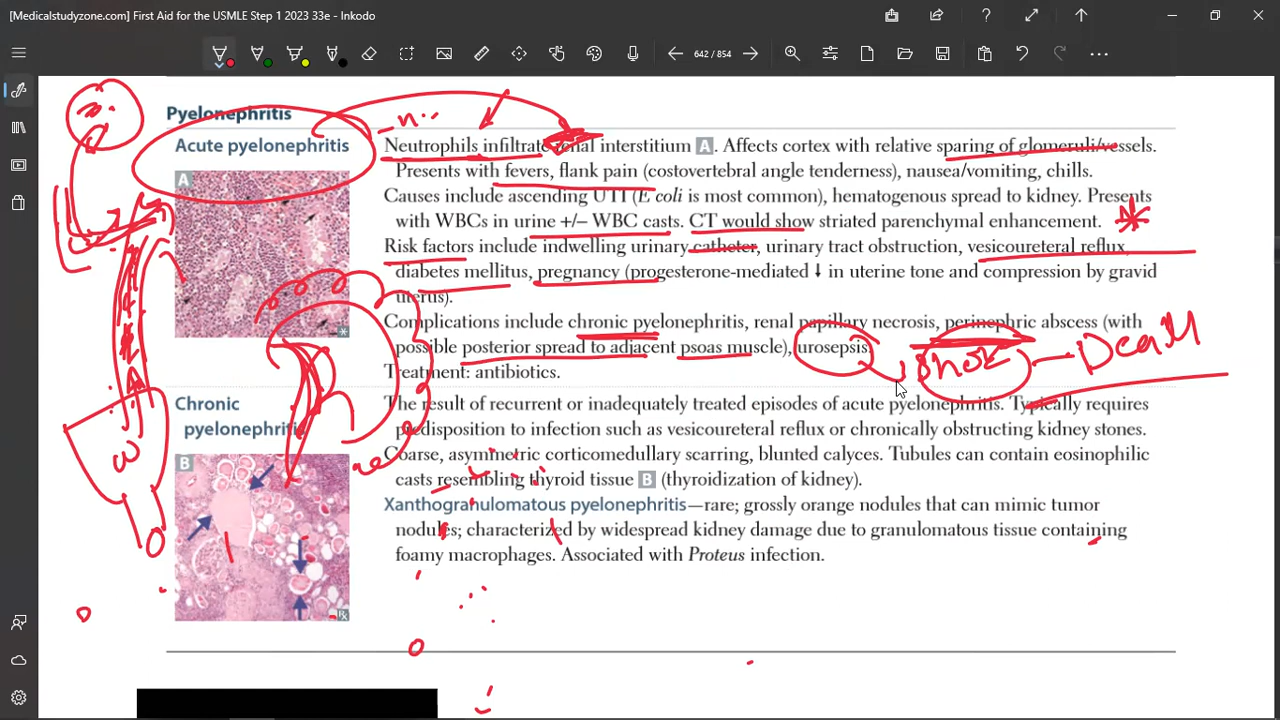 [Medicalstudyzone.com] First Aid for the USMLE Step 1 2023 33e - Inkodo
642 / 854
Pyelonephritis
Acute pyelonephritis
A
Neutrophils infiltrate renal interstitium A. Affects cortex with relative sparing of glomeruli/vessels.
Presents with fevers, flank pain (costovertebral angle tenderness), nausea/vomiting, chills.
Causes include ascending UTI (E coli is most common), hematogenous spread to kidney. Presents
with WBCs in urine +/− WBC casts. CT would show striated parenchymal enhancement.
Risk factors include indwelling urinary catheter, urinary tract obstruction, vesicoureteral reflux,
diabetes mellitus, pregnancy (progesterone-mediated ↓ in uterine tone and compression by gravid
uterus).
Complications include chronic pyelonephritis, renal papillary necrosis, perinephric abscess (with
possible posterior spread to adjacent psoas muscle), urosepsis.
shok – Death
Treatment: antibiotics.
Chronic
pyelonephritis
B
The result of recurrent or inadequately treated episodes of acute pyelonephritis. Typically requires
predisposition to infection such as vesicoureteral reflux or chronically obstructing kidney stones.
Coarse, asymmetric corticomedullary scarring, blunted calyces. Tubules can contain eosinophilic
casts resembling thyroid tissue B (thyroidization of kidney).
Xanthogranulomatous pyelonephritis—rare; grossly orange nodules that can mimic tumor
nodules; characterized by widespread kidney damage due to granulomatous tissue containing
foamy macrophages. Associated with Proteus infection.